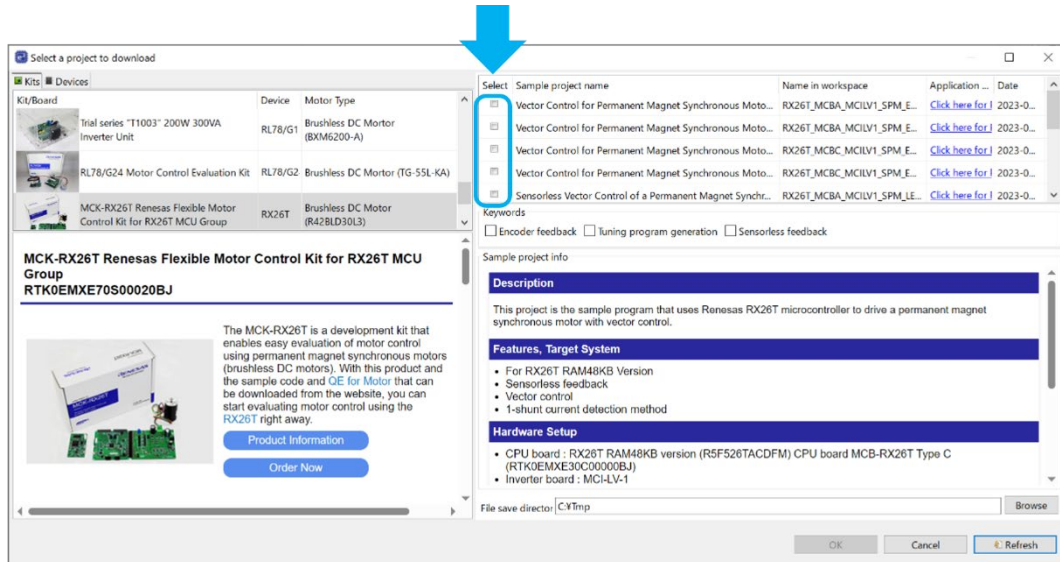 Select a project to download
Kits Devices
Kit/Board Device Motor Type
Trial series "T1003" 200W 300VA
Inverter Unit
RL78/G1
Brushless DC Mortor
(BXM6200-A)
RL78/G24 Motor Control Evaluation Kit RL78/G2 Brushless DC Mortor (TG-55L-KA)
MCK-RX26T Renesas Flexible Motor
Control Kit for RX26T MCU Group
RX26T
Brushless DC Motor
(R42BLD30L3)
MCK-RX26T Renesas Flexible Motor Control Kit for RX26T MCU
Group
RTK0EMXE70S00020BJ
The MCK-RX26T is a development kit that
enables easy evaluation of motor control
using permanent magnet synchronous motors
(brushless DC motors). With this product and
the sample code and QE for Motor that can
be downloaded from the website, you can
start evaluating motor control using the
RX26T right away.
Product Information
Order Now
Select Sample project name Name in workspace Application ... Date
Vector Control for Permanent Magnet Synchronous Moto... RX26T_MCBA_MCILV1_SPM_E... Click here for 2023-0...
Vector Control for Permanent Magnet Synchronous Moto... RX26T_MCBA_MCILV1_SPM_E... Click here for 2023-0...
Vector Control for Permanent Magnet Synchronous Moto... RX26T_MCBC_MCILV1_SPM_E... Click here for 2023-0...
Vector Control for Permanent Magnet Synchronous Moto... RX26T_MCBC_MCILV1_SPM_E... Click here for 2023-0...
Sensorless Vector Control of a Permanent Magnet Synchr... RX26T_MCBA_MCILV1_SPM_LE... Click here for 2023-0...
Keywords
Encoder feedback Tuning program generation Sensorless feedback
Sample project info
Description
This project is the sample program that uses Renesas RX26T microcontroller to drive a permanent magnet
synchronous motor with vector control.
Features, Target System
• For RX26T RAM48KB Version
• Sensorless feedback
• Vector control
• 1-shunt current detection method
Hardware Setup
• CPU board : RX26T RAM48KB version (R5F526TACDFM) CPU board MCB-RX26T Type C
(RTK0EMXE30C00000BJ)
• Inverter board : MCI-LV-1
File save director C:¥Tmp Browse
OK Cancel Refresh